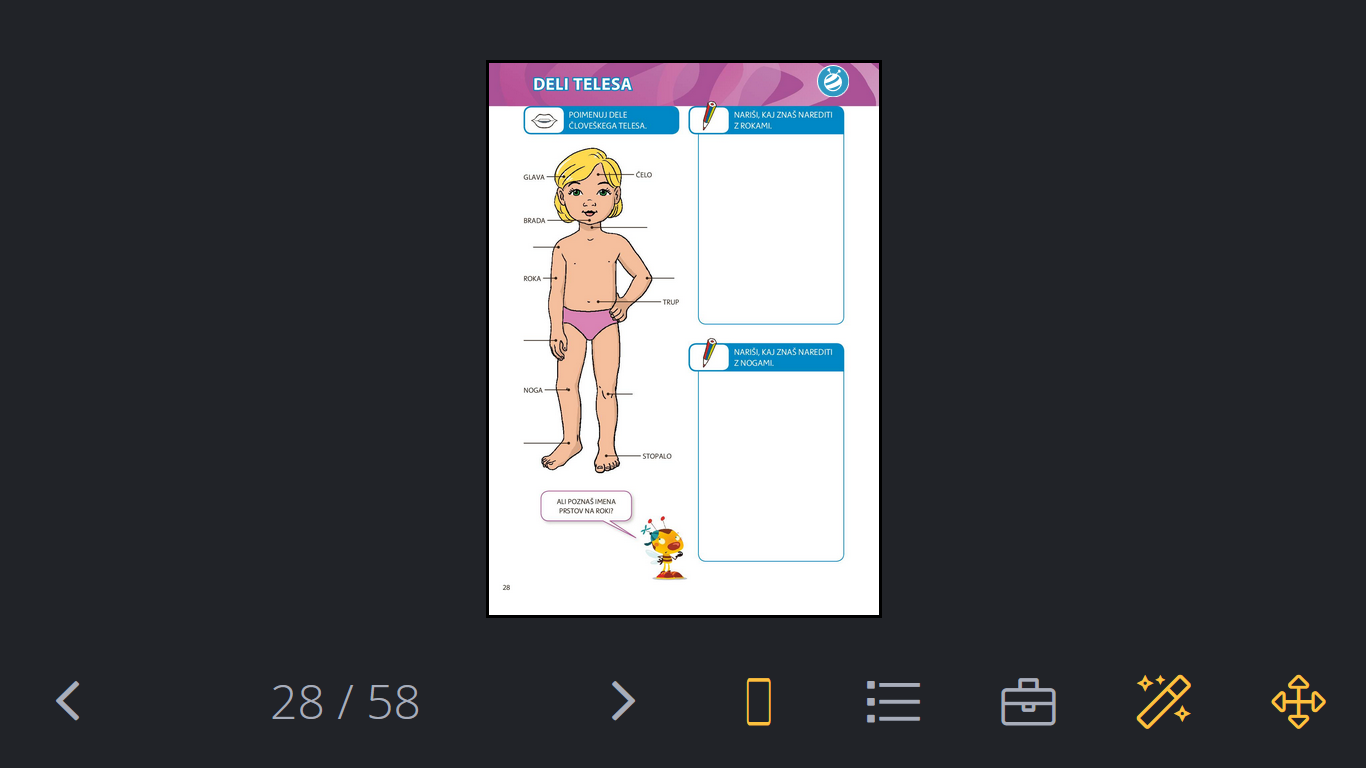 DELI TELESA
POIMENUJ DELE
ČLOVEŠKEGA TELESA.
GLAVA
ČELO
BRADA
ROKA
TRUP
NOGA
STOPALO
ALI POZNAŠ IMENA
PRSTOV NA ROKI?
NARIŠI, KAJ ZNAŠ NAREDITI
Z ROKAMI.
NARIŠI, KAJ ZNAŠ NAREDITI
Z NOGAMI.
28
28 / 58